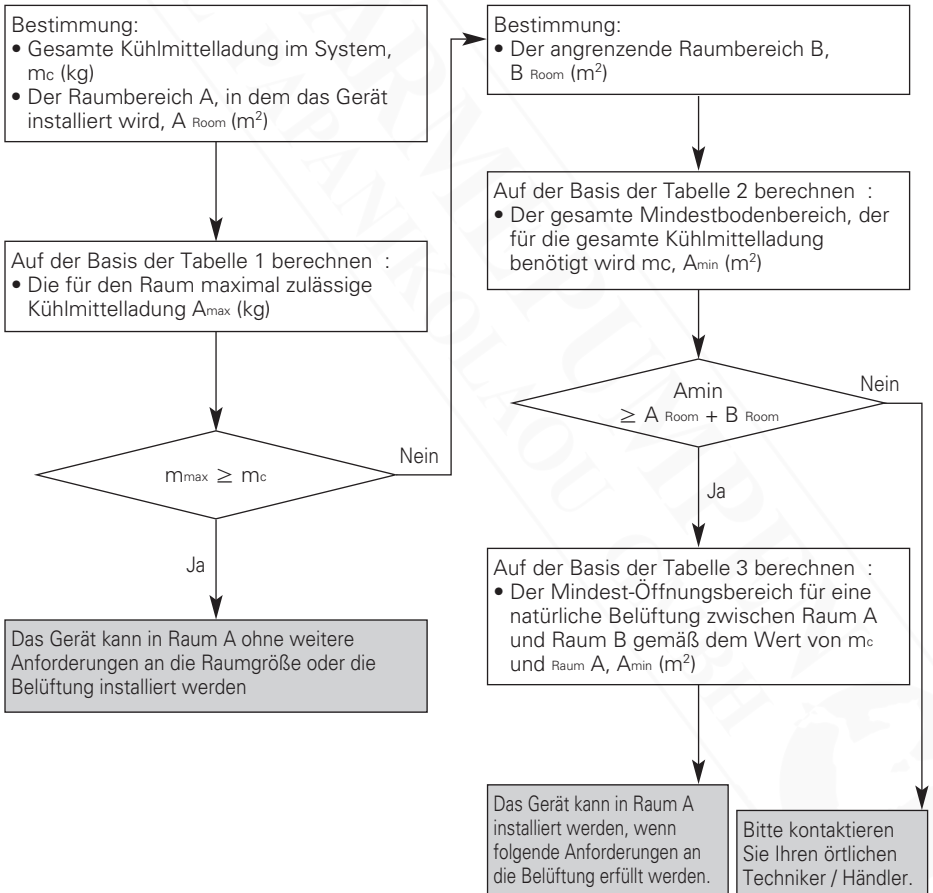 Bestimmung:
• Gesamte Kühlmittelladung im System,
mc (kg)
• Der Raumbereich A, in dem das Gerät
installiert wird, A Room (m²)
Auf der Basis der Tabelle 1 berechnen :
• Die für den Raum maximal zulässige
Kühlmittelladung Amax (kg)
mmax ≥ mc
Nein
Ja
Das Gerät kann in Raum A ohne weitere
Anforderungen an die Raumgröße oder die
Belüftung installiert werden
Bestimmung:
• Der angrenzende Raumbereich B,
B Room (m²)
Auf der Basis der Tabelle 2 berechnen :
• Der gesamte Mindestbodenbereich, der
für die gesamte Kühlmittelladung
benötigt wird mc, Amin (m²)
Amin
≥ A Room + B Room
Nein
Ja
Auf der Basis der Tabelle 3 berechnen :
• Der Mindest-Öffnungsbereich für eine
natürliche Belüftung zwischen Raum A
und Raum B gemäß dem Wert von mc
und Raum A, Amin (m²)
Das Gerät kann in Raum A
installiert werden, wenn
folgende Anforderungen an
die Belüftung erfüllt werden.
Bitte kontaktieren
Sie Ihren örtlichen
Techniker / Händler.